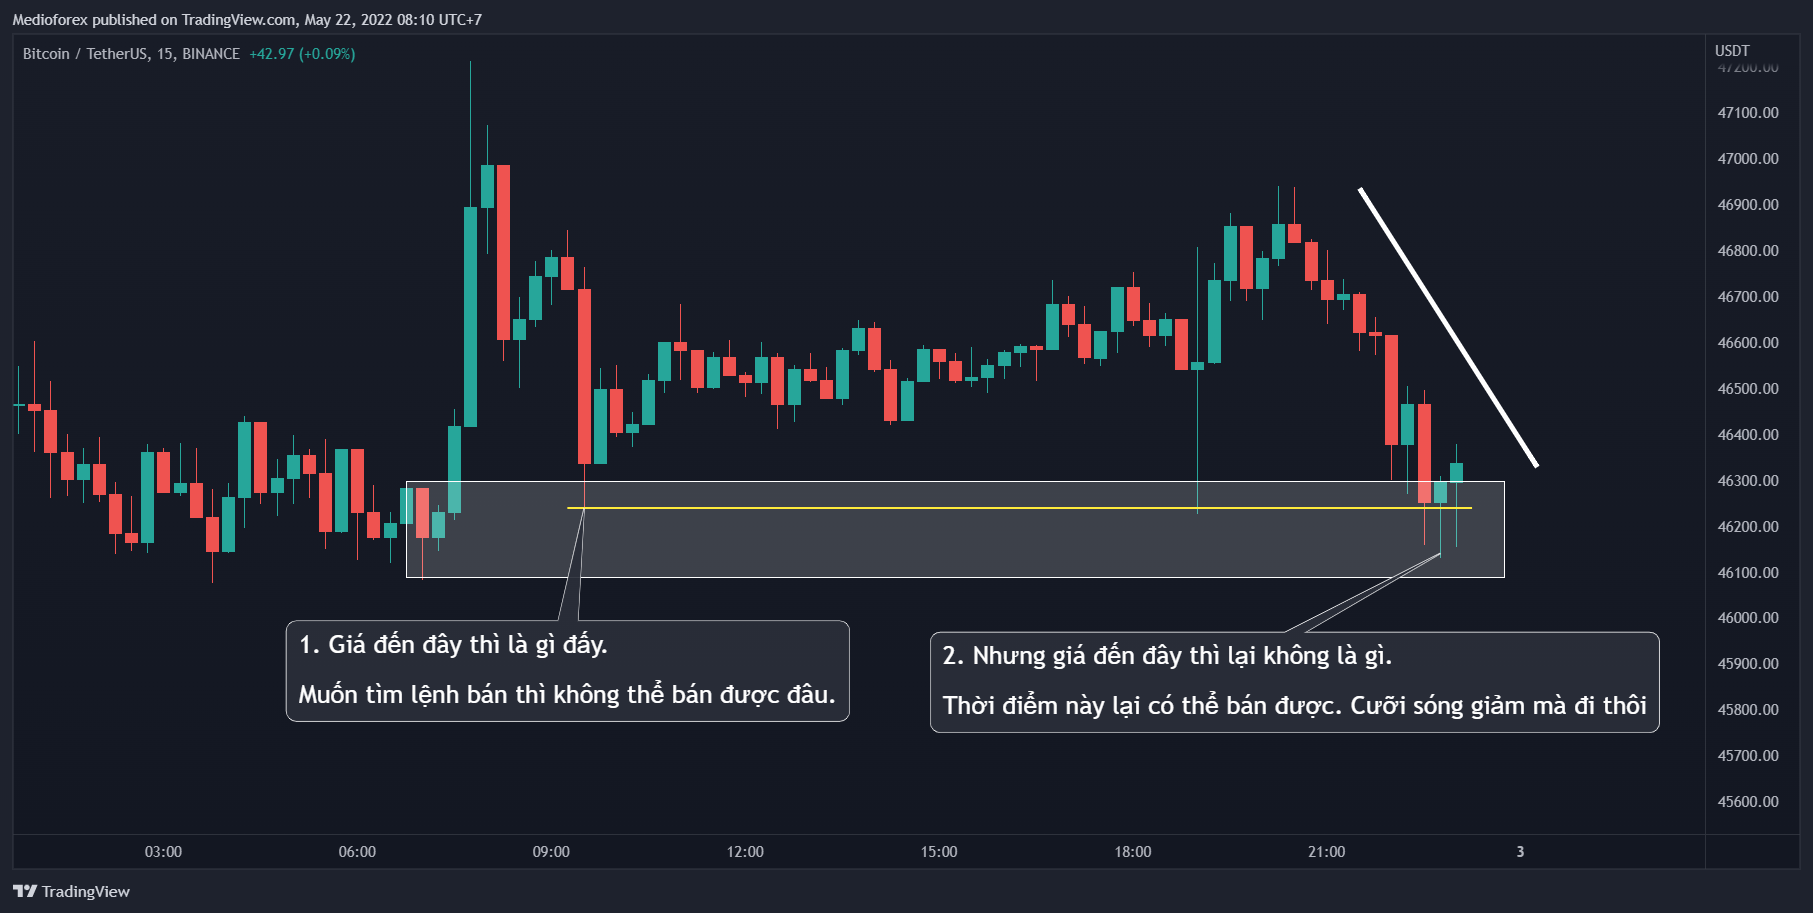 Medioforex published on TradingView.com, May 22, 2022 08:10 UTC+7
Bitcoin / TetherUS, 15, BINANCE +42.97 (+0.09%)
USDT
47200.00
47100.00
47000.00
46900.00
46800.00
46700.00
46600.00
46500.00
46400.00
46300.00
46200.00
46100.00
46000.00
45900.00
45800.00
45700.00
45600.00
1. Giá đến đây thì là gì đấy.
Muốn tìm lệnh bán thì không thể bán được đâu.
2. Nhưng giá đến đây thì lại không là gì.
Thời điểm này lại có thể bán được. Cưỡi sóng giảm mà đi thôi
03:00 06:00 09:00 12:00 15:00 18:00 21:00 3
TradingView